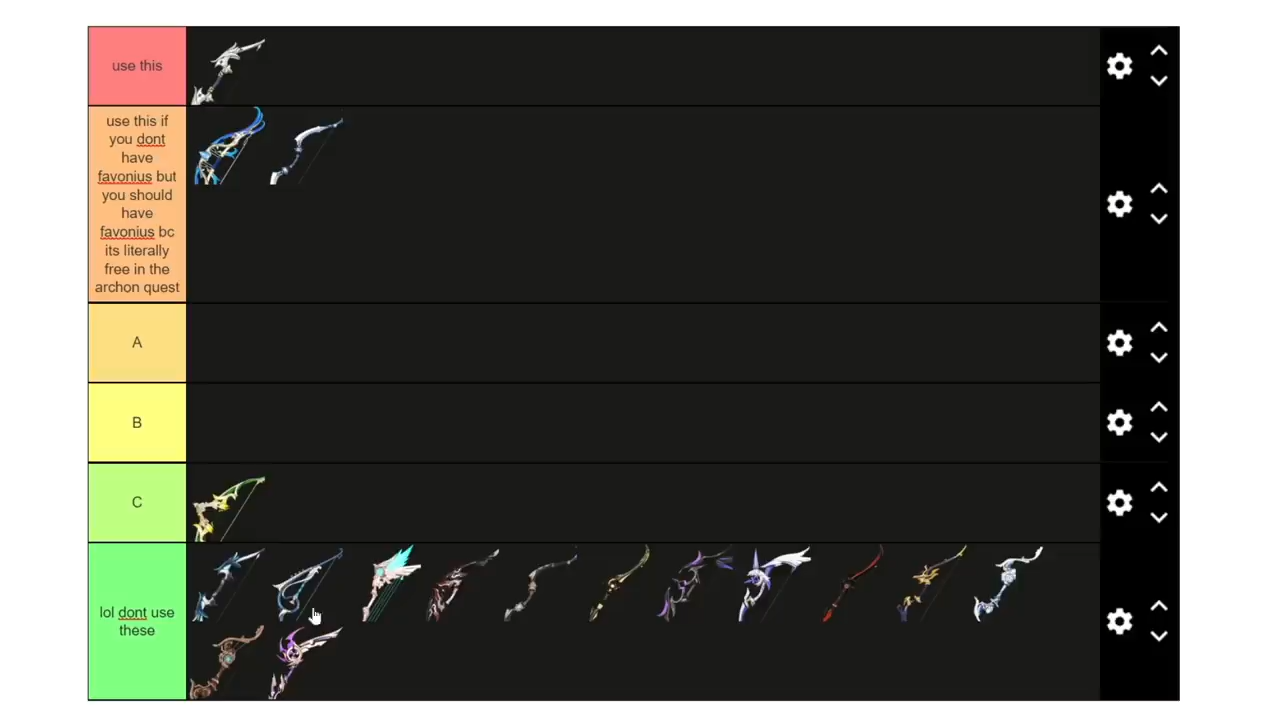 use this
use this if
you dont
have
favonius but
you should
have
favonius bc
its literally
free in the
archon quest
A
B
C
lol dont use
these